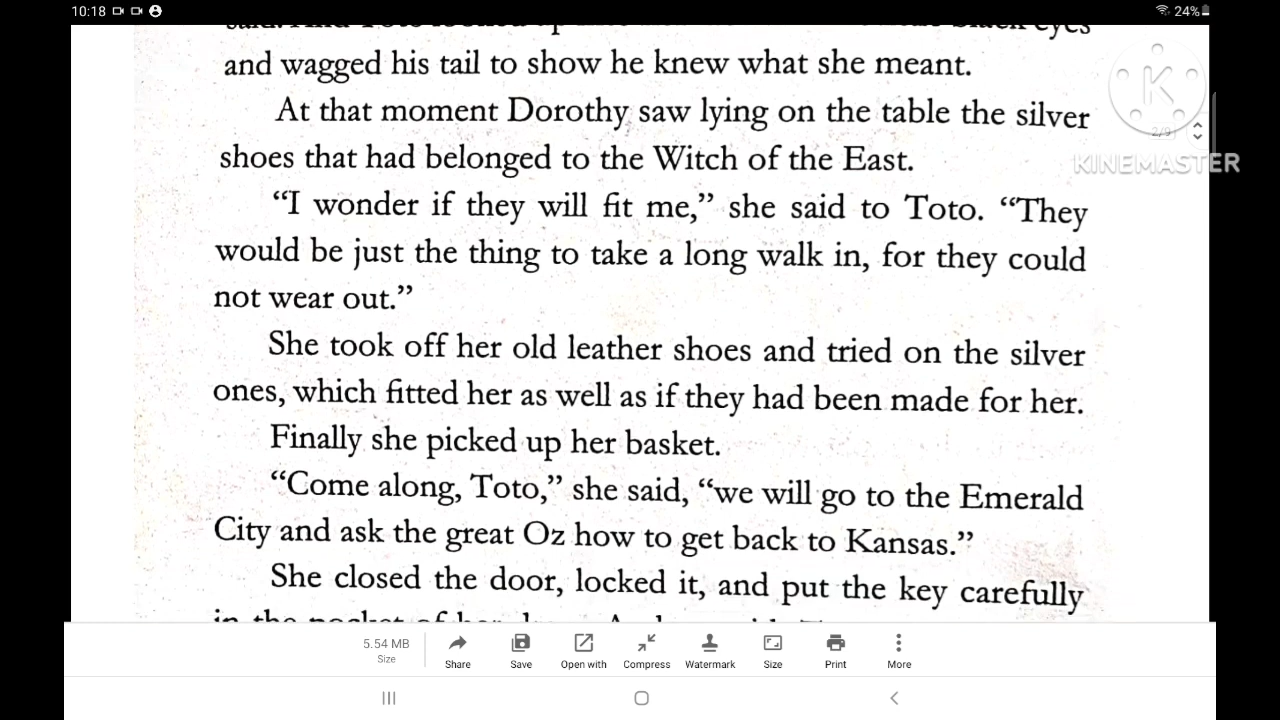 10:18
24%
and wagged his tail to show he knew what she meant.
At that moment Dorothy saw lying on the table the silver
shoes that had belonged to the Witch of the East.
“I wonder if they will fit me,” she said to Toto. “They
would be just the thing to take a long walk in, for they could
not wear out.”
She took off her old leather shoes and tried on the silver
ones, which fitted her as well as if they had been made for her.
Finally she picked up her basket.
“Come along, Toto,” she said, “we will go to the Emerald
City and ask the great Oz how to get back to Kansas.”
She closed the door, locked it, and put the key carefully
in the pocket of her
K
2/9
KINEMASTER
5.54 MB
Size
Share
Save
Open with
Compress
Watermark
Size
Print
More